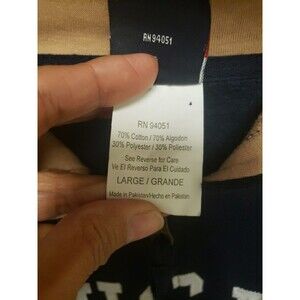 RN 94051
RN 94051
70% Cotton / 70% Algodon
30% Polyester / 30% Poliester
See Reverse for Care
Ve El Reverso Para El Cuidado
LARGE / GRANDE
Made in Pakistan/Hecho en Pakistan